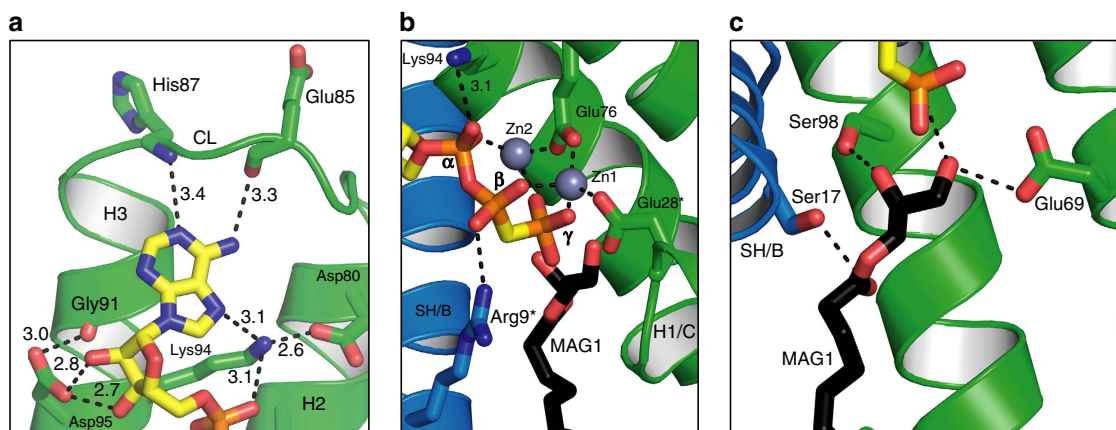 a
His87
Glu85
CL
3.4
3.3
H3
Gly91
Asp80
3.0
3.1
2.8
Lys94
2.6
2.7
3.1
Asp95
H2
b
Lys94
3.1
Glu76
Zn2
α
β
Zn1
Glu28*
γ
SH/B
Arg9*
H1/C
MAG1
c
Ser98
Ser17
Glu69
SH/B
MAG1